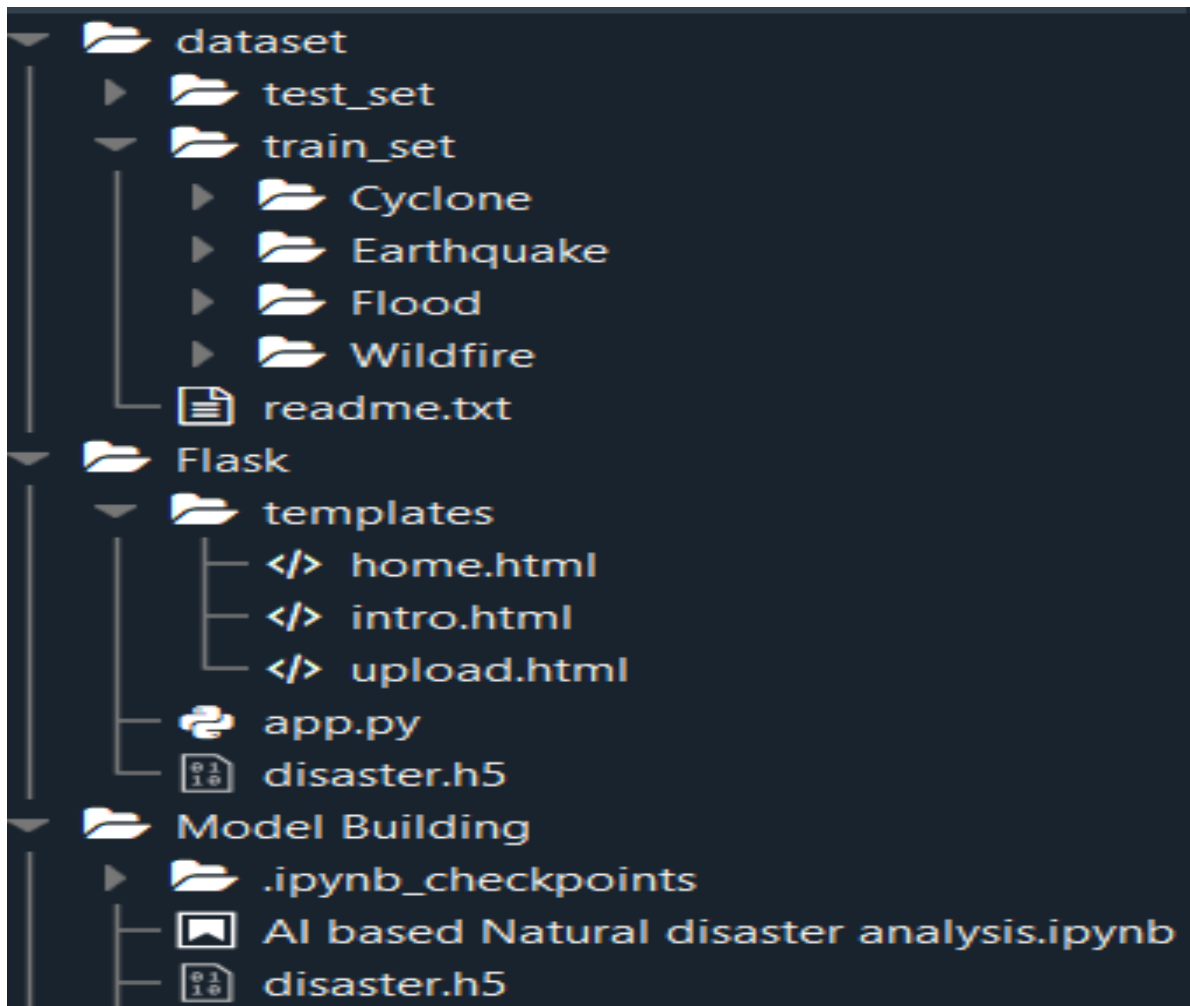 dataset
test_set
train_set
Cyclone
Earthquake
Flood
Wildfire
readme.txt
Flask
templates
</> home.html
</> intro.html
</> upload.html
app.py
disaster.h5
Model Building
.ipynb_checkpoints
AI based Natural disaster analysis.ipynb
disaster.h5